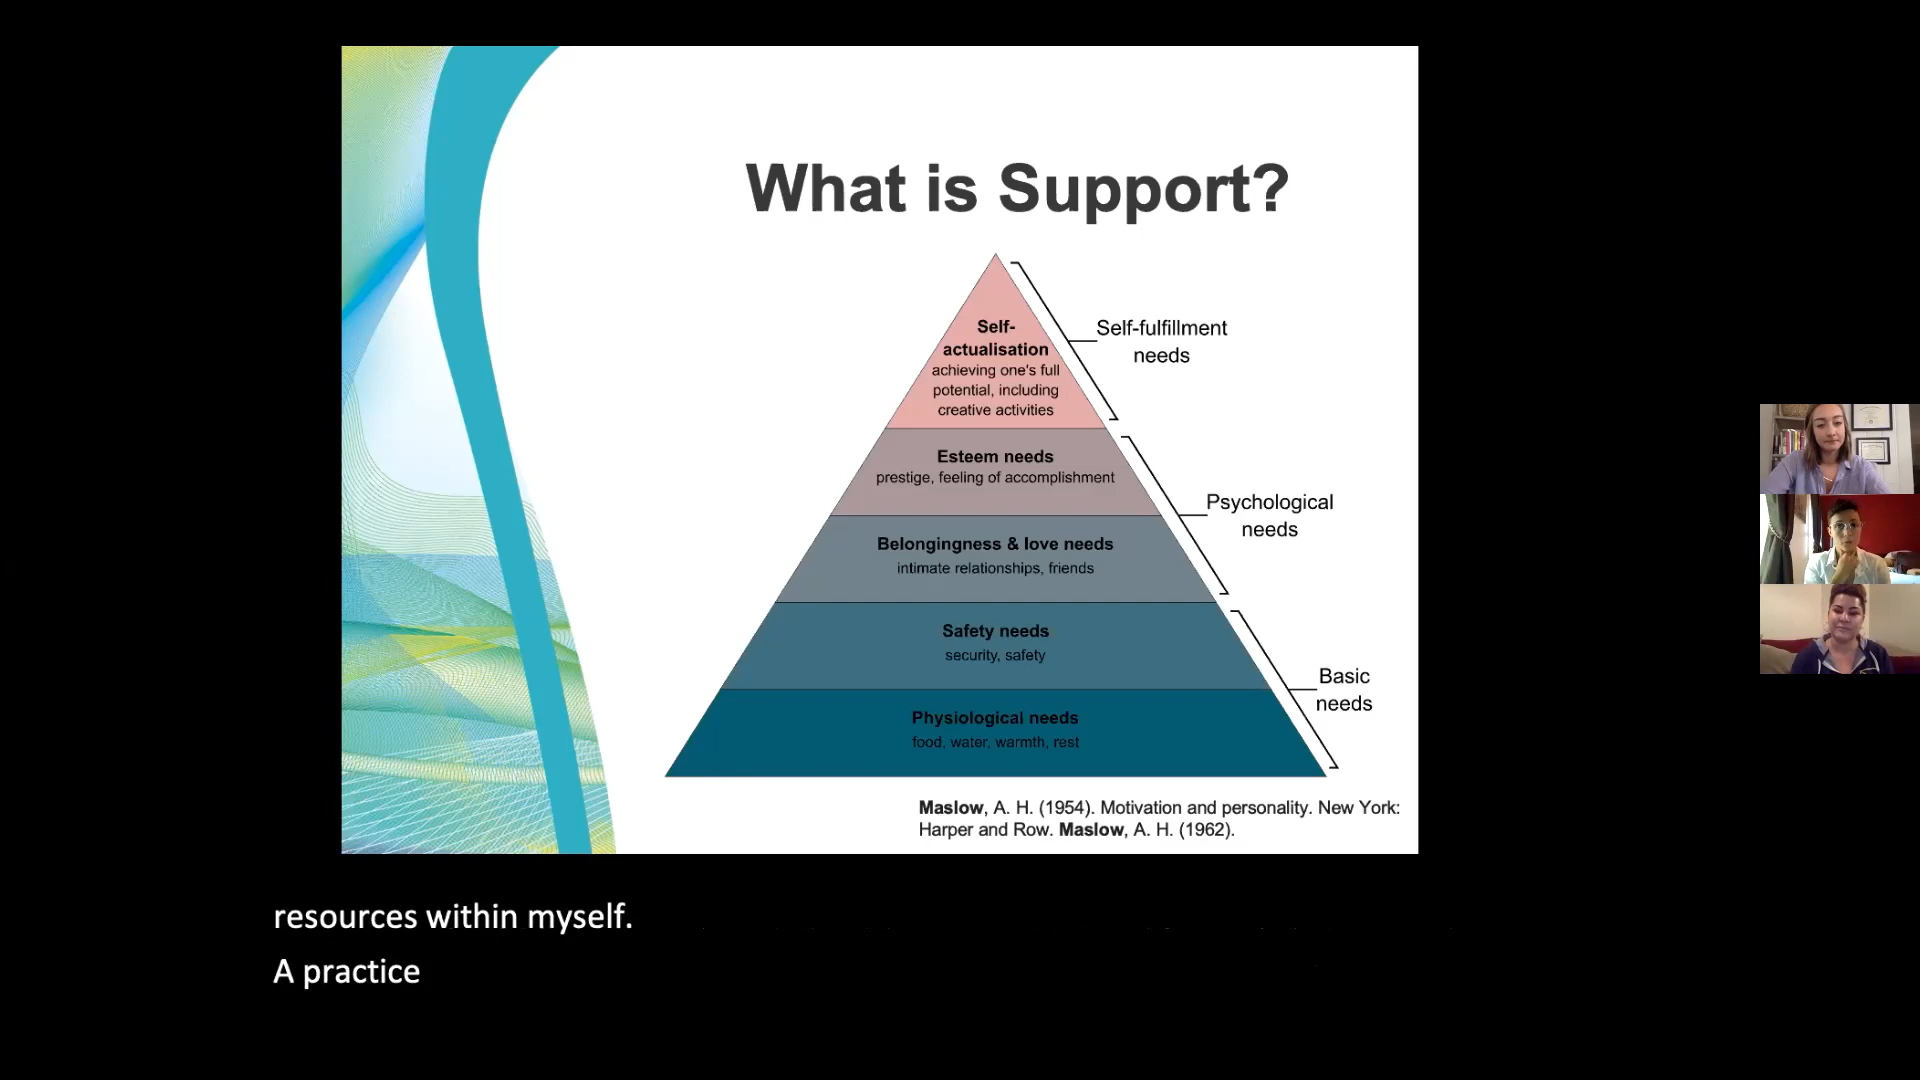 What is Support?
Self-
actualisation
achieving one's full
potential, including
creative activities
Self-fulfillment
needs
Esteem needs
prestige, feeling of accomplishment
Psychological
needs
Belongingness & love needs
intimate relationships, friends
Safety needs
security, safety
Basic
needs
Physiological needs
food, water, warmth, rest
Maslow, A. H. (1954). Motivation and personality. New York:
Harper and Row. Maslow, A. H. (1962).
resources within myself.
A practice